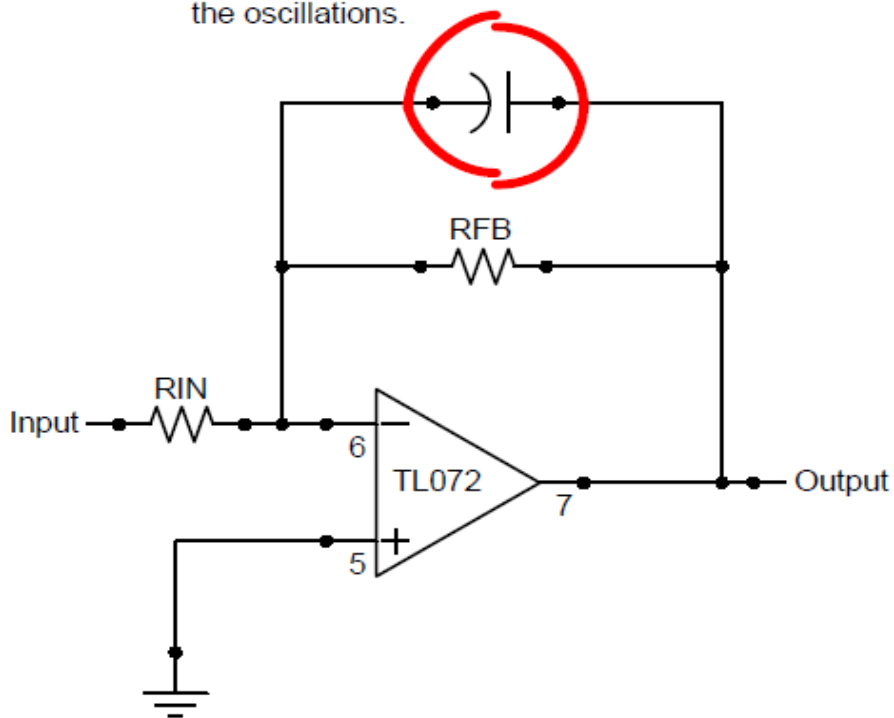 the oscillations.
RFB
RIN
Input
6
TL072
7
Output
5